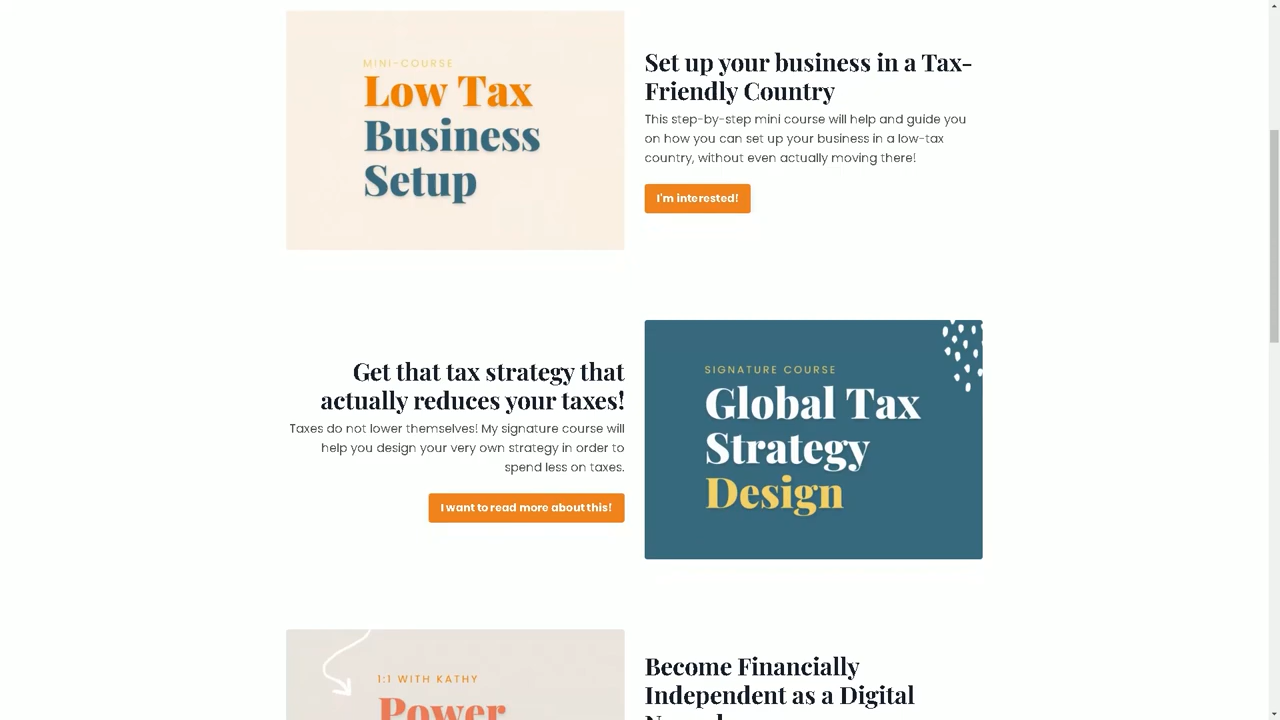 MINI-COURSE
Low Tax
Business
Setup
Set up your business in a Tax-
Friendly Country
This step-by-step mini course will help and guide you
on how you can set up your business in a low-tax
country, without even actually moving there!
I'm interested!
Get that tax strategy that
actually reduces your taxes!
Taxes do not lower themselves! My signature course will
help you design your very own strategy in order to
spend less on taxes.
I want to read more about this!
SIGNATURE COURSE
Global Tax
Strategy
Design
1:1 WITH KATHY
Power
Become Financially
Independent as a Digital